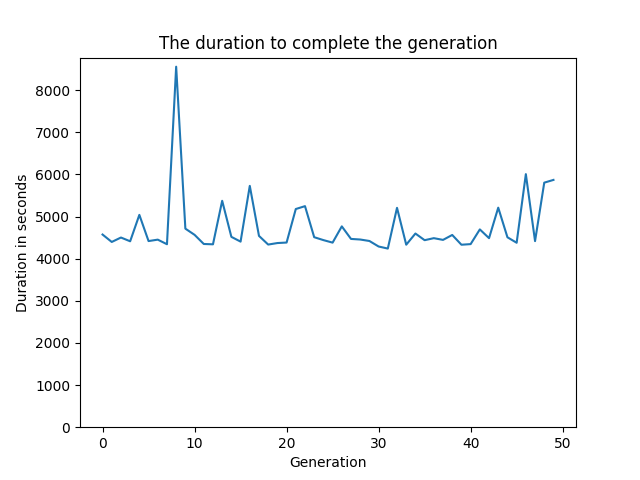 The duration to complete the generation
8000
7000
6000
5000
4000
3000
2000
1000
0
Duration in seconds
0 10 20 30 40 50
Generation